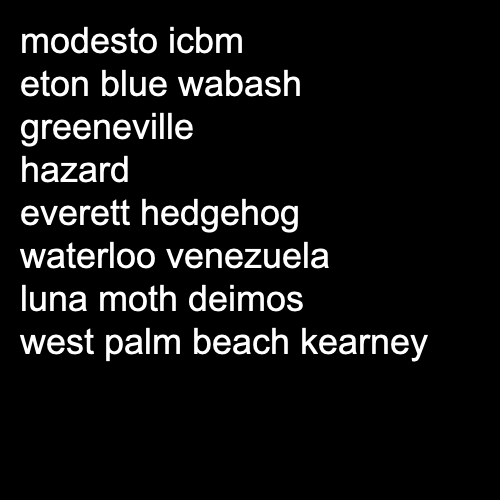 modesto icbm
eton blue wabash
greeneville
hazard
everett hedgehog
waterloo venezuela
luna moth deimos
west palm beach kearney